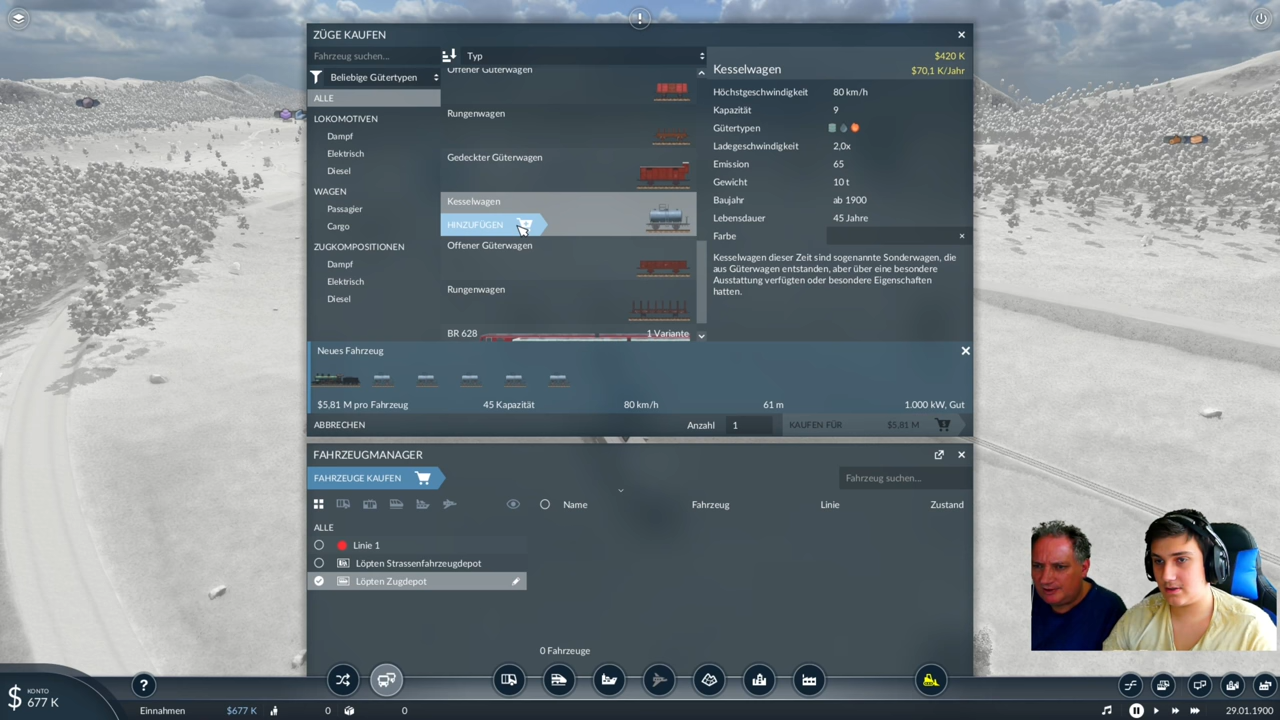 ZÜGE KAUFEN
Fahrzeug suchen...
Typ
$420 K
Beliebige Gütertypen
Offener Güterwagen
Kesselwagen
$70,1 K/Jahr
ALLE
Höchstgeschwindigkeit 80 km/h
LOKOMOTIVEN
Rungenwagen
Kapazität 9
Dampf
Gütertypen
Elektrisch
Gedeckter Güterwagen
Ladegeschwindigkeit 2,0x
Diesel
Emission 65
WAGEN
Gewicht 10 t
Passagier
Kesselwagen
Baujahr ab 1900
Cargo
HINZUFÜGEN
Lebensdauer 45 Jahre
ZUGKOMPOSITIONEN
Offener Güterwagen
Farbe
Dampf
Kesselwagen dieser Zeit sind sogenannte Sonderwagen, die
aus Güterwagen entstanden, aber über eine besondere
Ausstattung verfügten oder besondere Eigenschaften
hatten.
Elektrisch
Rungenwagen
Diesel
BR 628 1 Variante
Neues Fahrzeug
$5,81 M pro Fahrzeug 45 Kapazität 80 km/h 61 m 1.000 kW, Gut
ABBRECHEN Anzahl 1 KAUFEN FÜR $5,81 M
FAHRZEUGMANAGER
FAHRZEUGE KAUFEN Fahrzeug suchen...
Name Fahrzeug Linie Zustand
ALLE
Linie 1
Löpten Strassenfahrzeugdepot
Löpten Zugdepot
0 Fahrzeuge
KONTO
$ 677 K
?
Einnahmen $677 K 0 0 29.01.1900